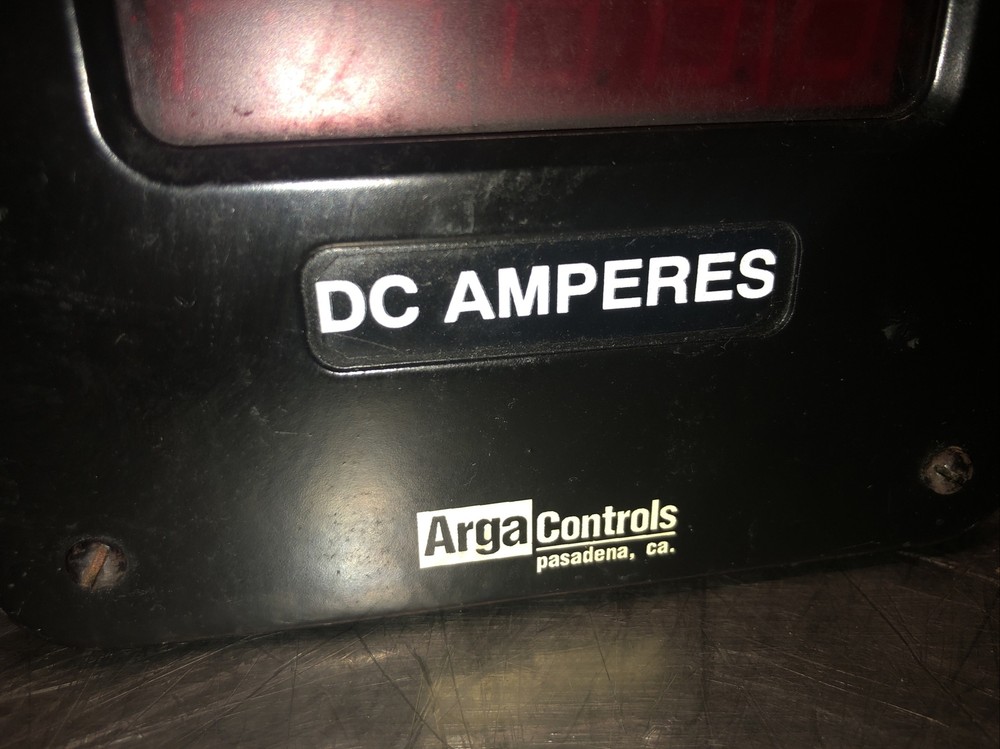 DC AMPERES
Arga Controls
pasadena, ca.